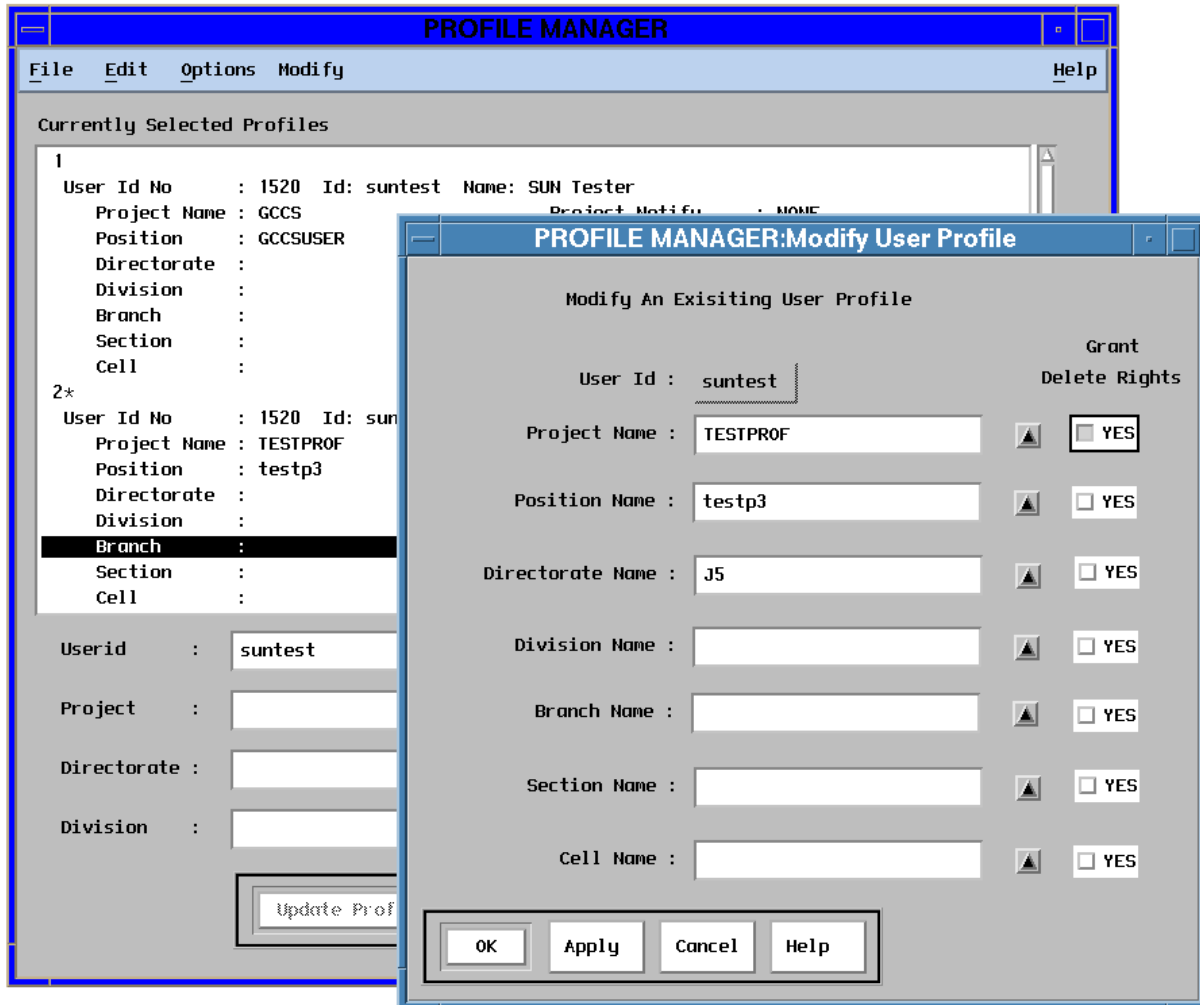 PROFILE MANAGER
File Edit Options Modify Help
Currently Selected Profiles
1
User Id No : 1520 Id: suntest Name: SUN Tester
Project Name : GCCS Project Notify : NONE
Position : GCCSUSER
Directorate :
Division :
Branch :
Section :
Cell :
2*
User Id No : 1520 Id: sun
Project Name : TESTPROF
Position : testp3
Directorate :
Division :
Branch :
Section :
Cell :
Userid : suntest
Project :
Directorate :
Division :
Update Prof
PROFILE MANAGER:Modify User Profile
Modify An Exisiting User Profile
Grant
Delete Rights
User Id : suntest
Project Name : TESTPROF YES
Position Name : testp3 YES
Directorate Name : J5 YES
Division Name : YES
Branch Name : YES
Section Name : YES
Cell Name : YES
OK Apply Cancel Help